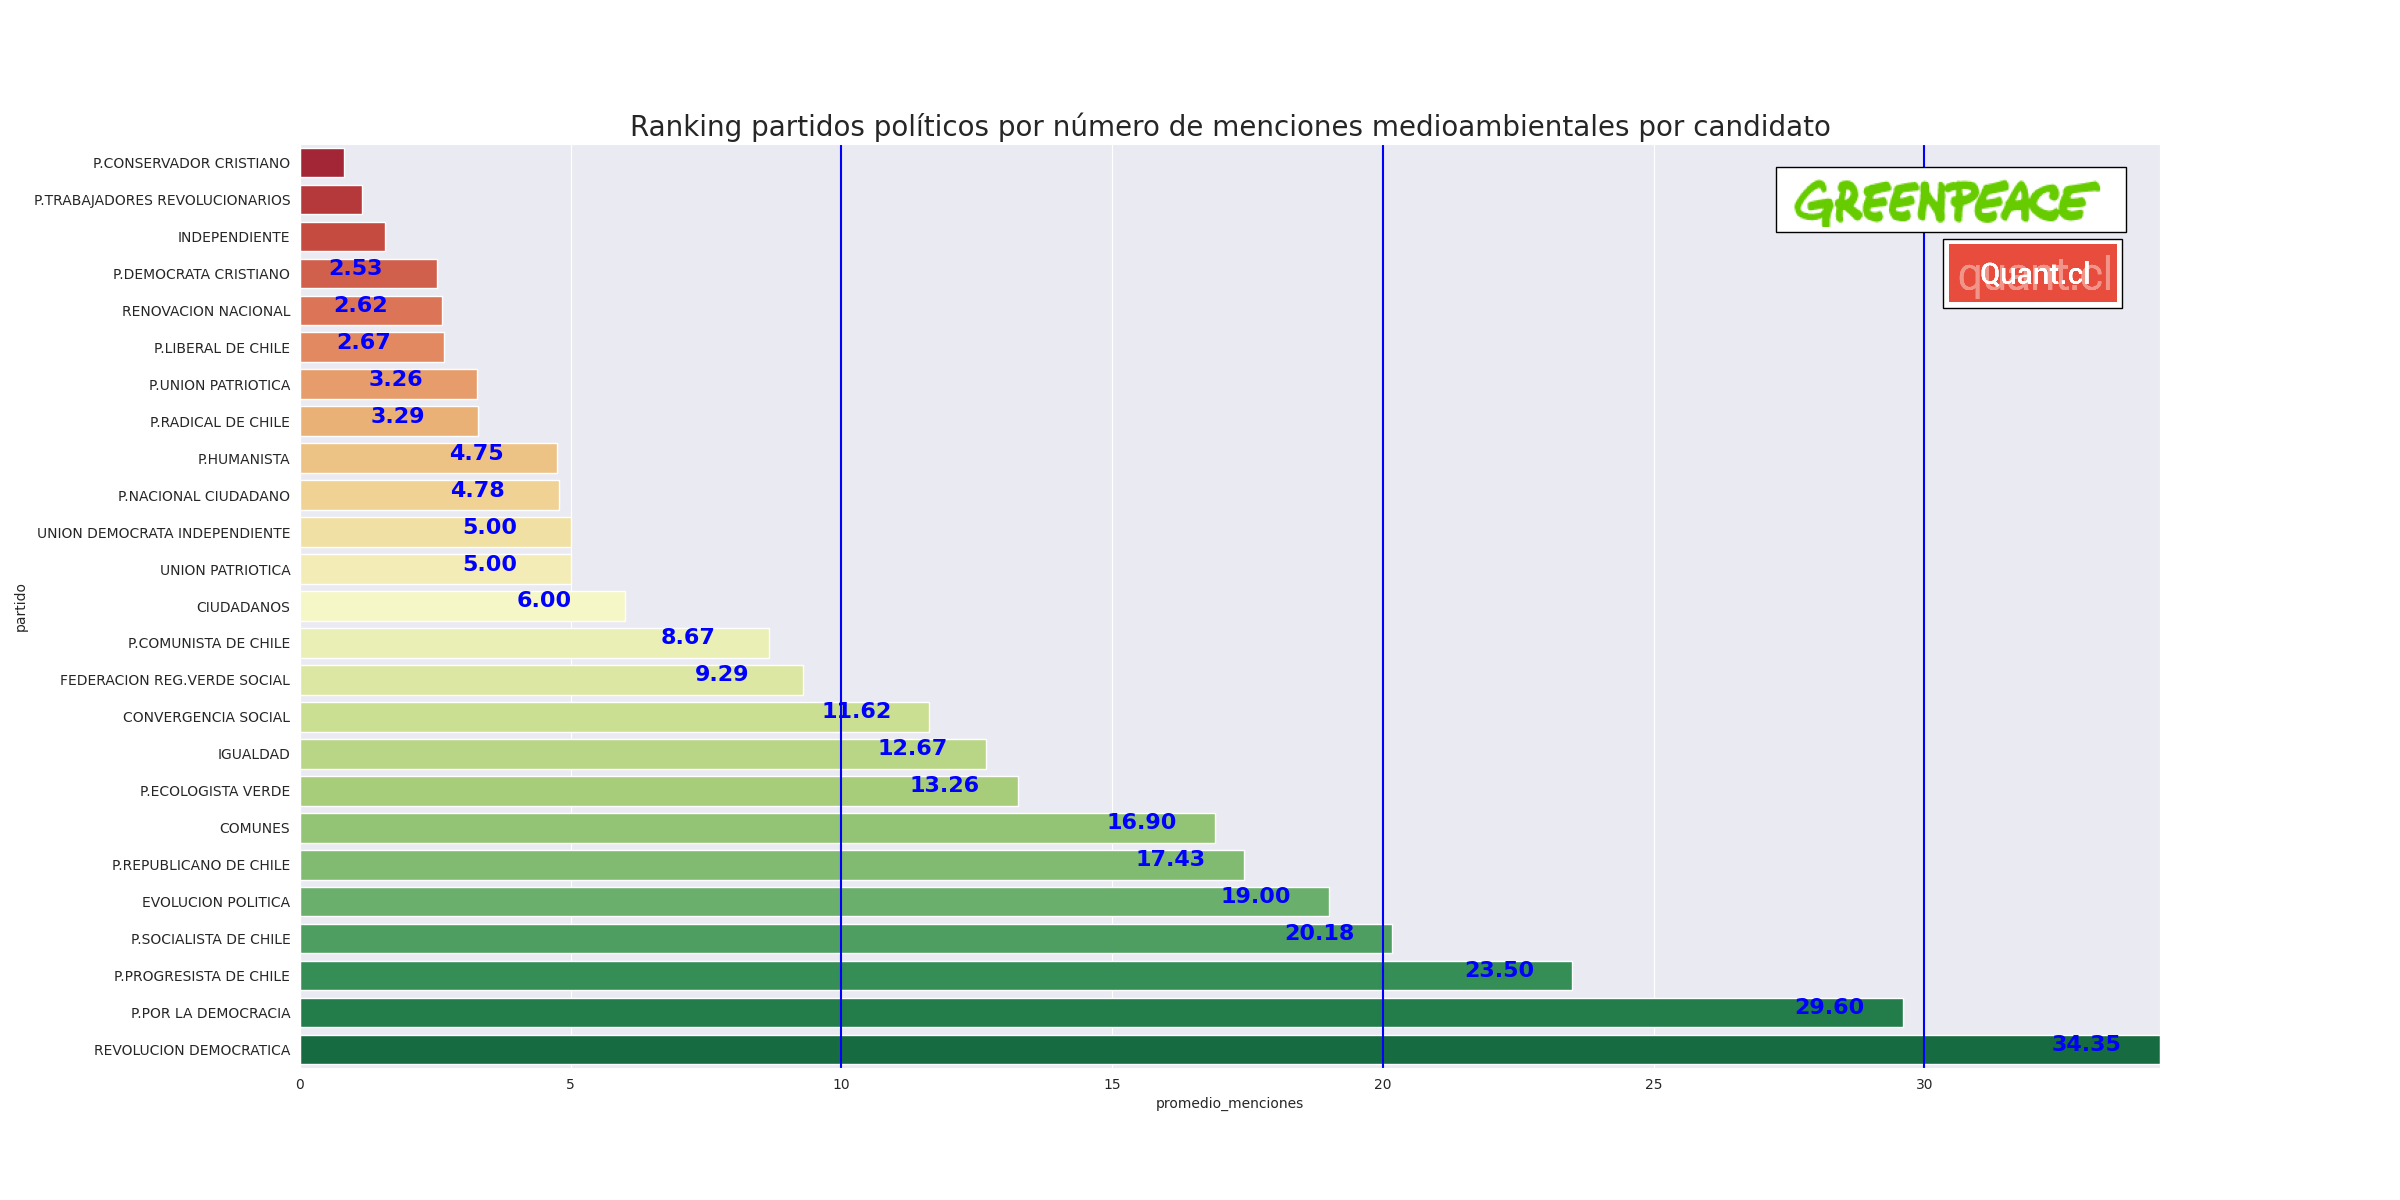 Ranking partidos políticos por número de menciones medioambientales por candidato
GREENPEACE
quant.cl
Quant.cl
partido
P.CONSERVADOR CRISTIANO
P.TRABAJADORES REVOLUCIONARIOS
INDEPENDIENTE
P.DEMOCRATA CRISTIANO 2.53
RENOVACION NACIONAL 2.62
P.LIBERAL DE CHILE 2.67
P.UNION PATRIOTICA 3.26
P.RADICAL DE CHILE 3.29
P.HUMANISTA 4.75
P.NACIONAL CIUDADANO 4.78
UNION DEMOCRATA INDEPENDIENTE 5.00
UNION PATRIOTICA 5.00
CIUDADANOS 6.00
P.COMUNISTA DE CHILE 8.67
FEDERACION REG.VERDE SOCIAL 9.29
CONVERGENCIA SOCIAL 11.62
IGUALDAD 12.67
P.ECOLOGISTA VERDE 13.26
COMUNES 16.90
P.REPUBLICANO DE CHILE 17.43
EVOLUCION POLITICA 19.00
P.SOCIALISTA DE CHILE 20.18
P.PROGRESISTA DE CHILE 23.50
P.POR LA DEMOCRACIA 29.60
REVOLUCION DEMOCRATICA 34.35
0 5 10 15 20 25 30
promedio_menciones